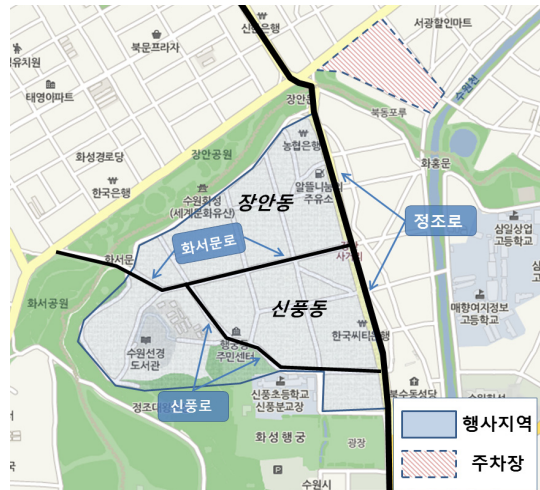 서광할인마트
신한은행
북문프라자
유치원
태영아파트
수원천
장안문
북동포루
농협은행
장안공원
화성경로당
한국은행
화홍문
알뜰나눔터
주유소
수원화성
(세계문화유산)
장안동
정조로
삼일상업
고등학교
화서문로
화서문
사거리
화서공원
신풍동
매향여지정보
고등학교
한국씨티은행
행궁동
주민센터
수원선경
도서관
신풍로
정조대왕
신풍초등학교
신풍분교장
북수동성당
화성행궁
광장
수원시
행사지역
주차장
국
P